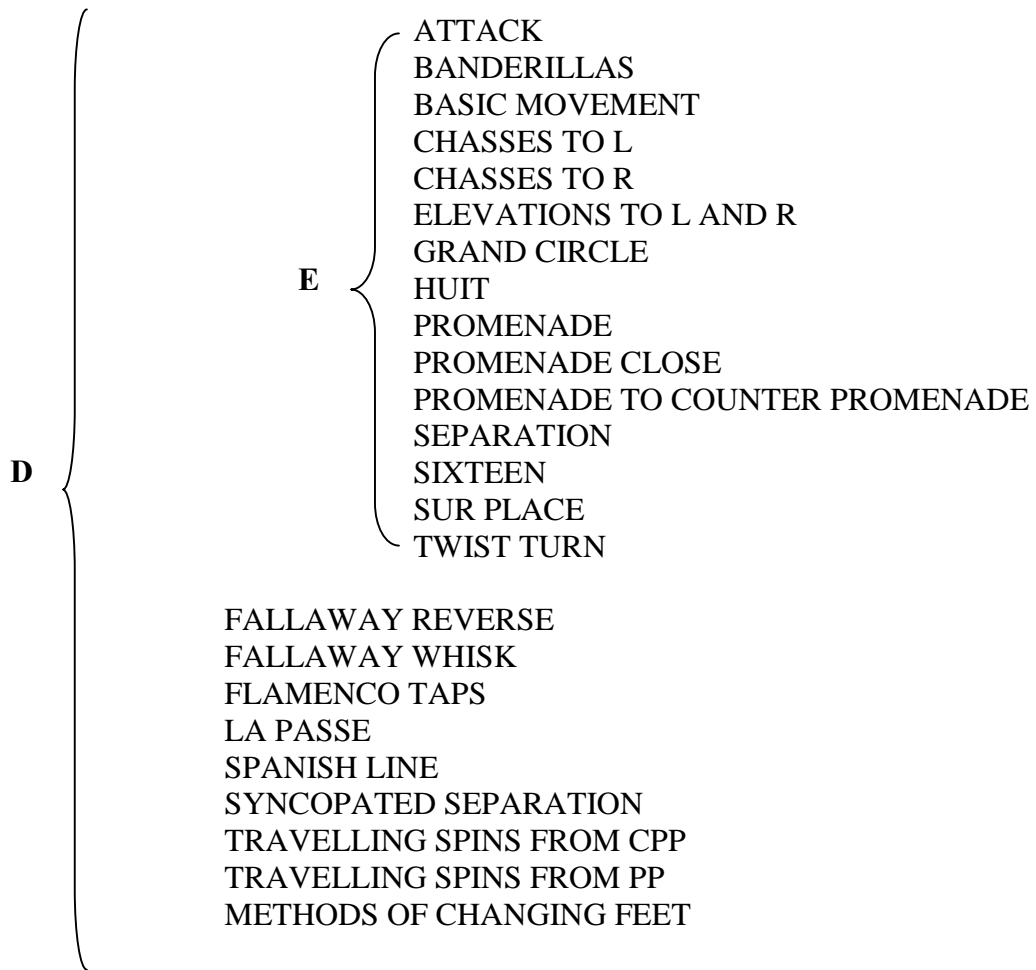 ATTACK
BANDERILLAS
BASIC MOVEMENT
CHASSES TO L
CHASSES TO R
ELEVATIONS TO L AND R
GRAND CIRCLE
E
HUIT
PROMENADE
PROMENADE CLOSE
PROMENADE TO COUNTER PROMENADE
SEPARATION
D
SIXTEEN
SUR PLACE
TWIST TURN
FALLAWAY REVERSE
FALLAWAY WHISK
FLAMENCO TAPS
LA PASSE
SPANISH LINE
SYNCOPATED SEPARATION
TRAVELLING SPINS FROM CPP
TRAVELLING SPINS FROM PP
METHODS OF CHANGING FEET